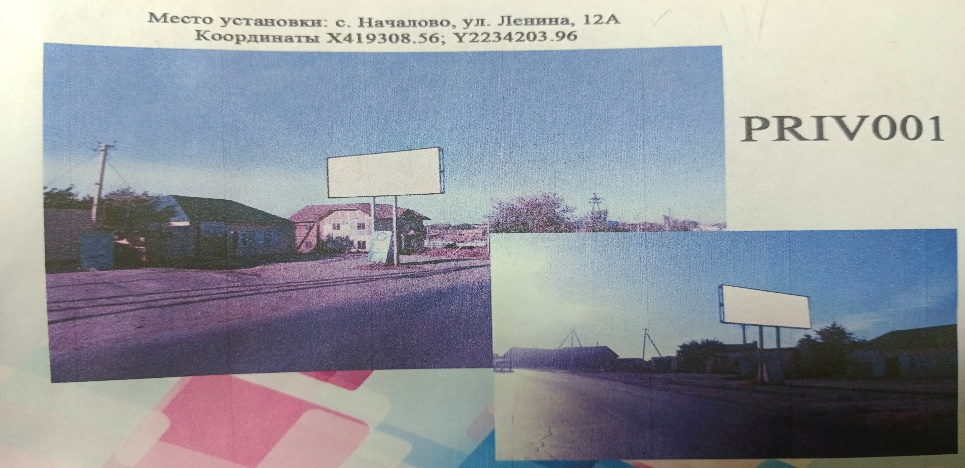 Место установки: с. Началово, ул. Ленина, 12А
Координаты X419308.56; Y2234203.96
PRIV001